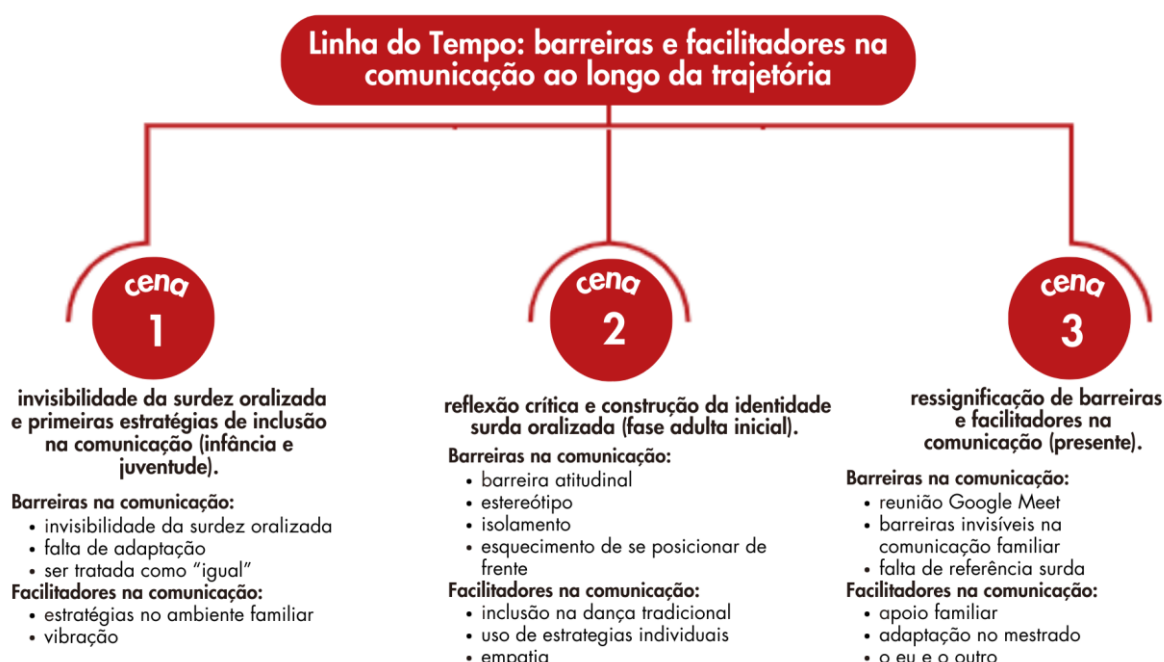 Linha do Tempo: barreiras e facilitadores na
comunicação ao longo da trajetória
cena
1
invisibilidade da surdez oralizada
e primeiras estratégias de inclusão
na comunicação (infância e
juventude).
Barreiras na comunicação:
• invisibilidade da surdez oralizada
• falta de adaptação
• ser tratada como “igual”
Facilitadores na comunicação:
• estratégias no ambiente familiar
• vibração
cena
2
reflexão crítica e construção da identidade
surda oralizada (fase adulta inicial).
Barreiras na comunicação:
• barreira atitudinal
• estereótipo
• isolamento
• esquecimento de se posicionar de
frente
Facilitadores na comunicação:
• inclusão na dança tradicional
• uso de estrategias individuais
• empatia
cena
3
ressignificação de barreiras
e facilitadores na
comunicação (presente).
Barreiras na comunicação:
• reunião Google Meet
• barreiras invisíveis na
comunicação familiar
• falta de referência surda
Facilitadores na comunicação:
• apoio familiar
• adaptação no mestrado
• o eu e o outro